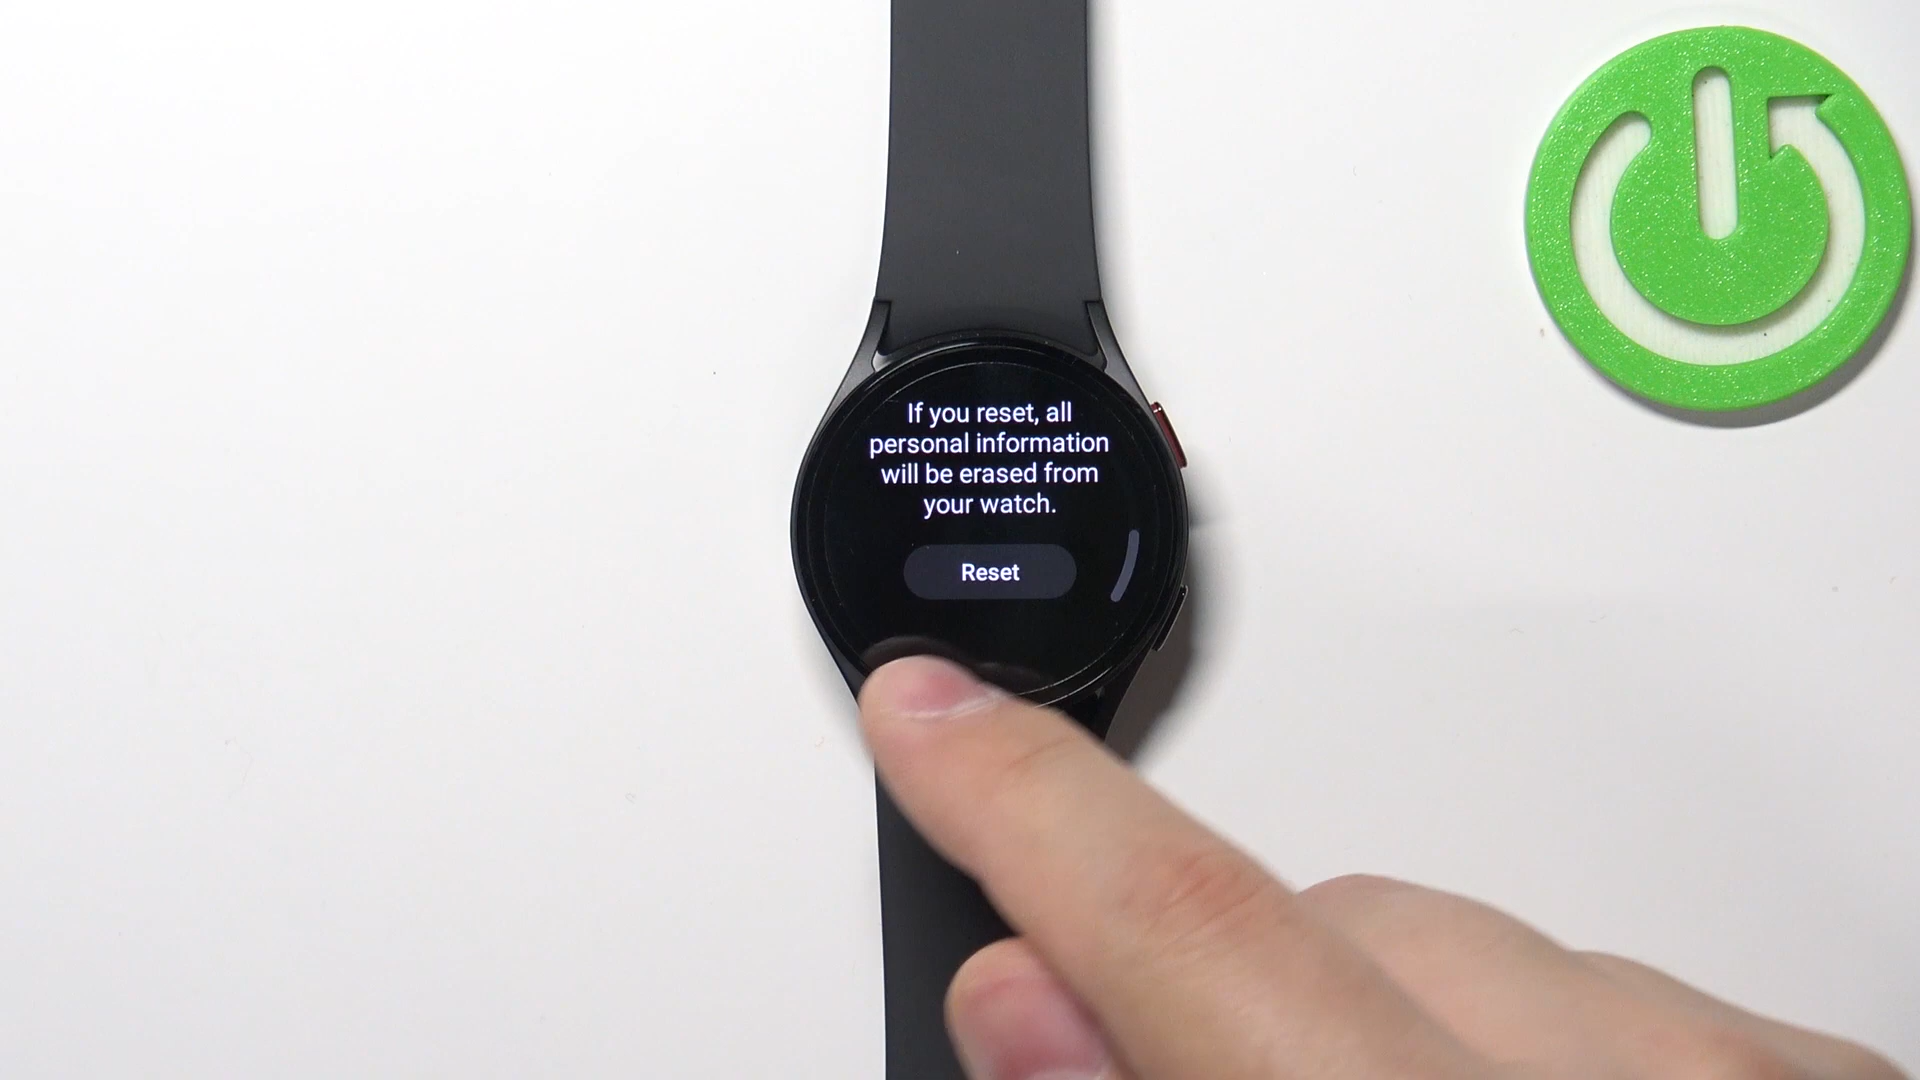 If you reset, all
personal information
will be erased from
your watch.
Reset